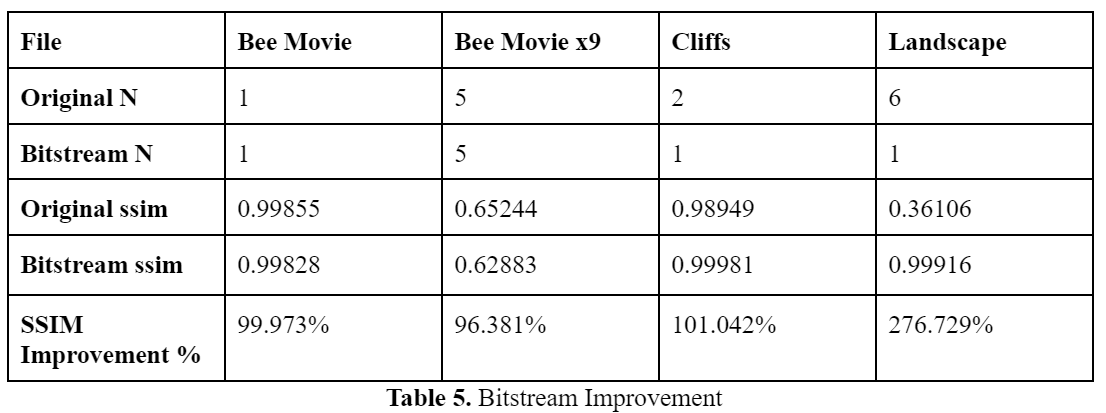 File Bee Movie Bee Movie x9 Cliffs Landscape
Original N 1 5 2 6
Bitstream N 1 5 1 1
Original ssim 0.99855 0.65244 0.98949 0.36106
Bitstream ssim 0.99828 0.62883 0.99981 0.99916
SSIM 99.973% 96.381% 101.042% 276.729%
Improvement %
Table 5. Bitstream Improvement